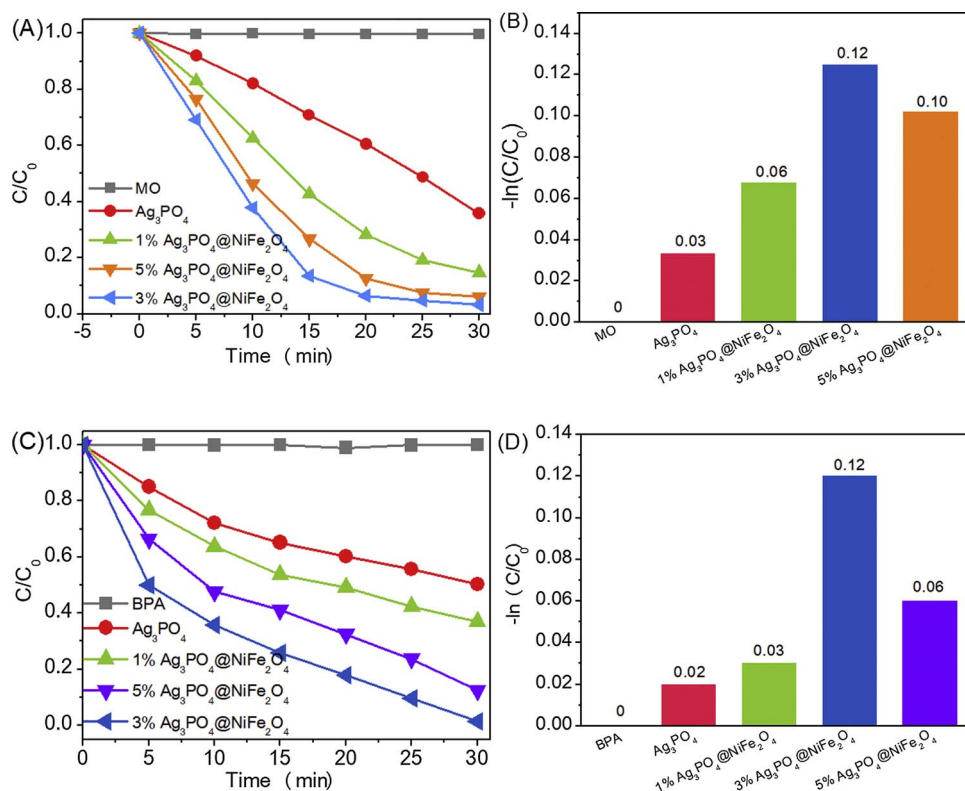 (A)
1.0
0.8
0.6
0.4
0.2
0.0
C/C₀
MO
Ag₃PO₄
1% Ag₃PO₄@NiFe₂O₄
5% Ag₃PO₄@NiFe₂O₄
3% Ag₃PO₄@NiFe₂O₄
-5 0 5 10 15 20 25 30
Time (min)
(B)
0.14
0.12
0.10
0.08
0.06
0.04
0.02
0.00
-ln(C/C₀)
0
0.03
0.06
0.12
0.10
MO
Ag₃PO₄
1% Ag₃PO₄@NiFe₂O₄
3% Ag₃PO₄@NiFe₂O₄
5% Ag₃PO₄@NiFe₂O₄
(C)
1.0
0.8
0.6
0.4
0.2
0.0
C/C₀
BPA
Ag₃PO₄
1% Ag₃PO₄@NiFe₂O₄
5% Ag₃PO₄@NiFe₂O₄
3% Ag₃PO₄@NiFe₂O₄
0 5 10 15 20 25 30
Time (min)
(D)
0.14
0.12
0.10
0.08
0.06
0.04
0.02
0.00
-ln (C/C₀)
0
0.02
0.03
0.12
0.06
BPA
Ag₃PO₄
1% Ag₃PO₄@NiFe₂O₄
3% Ag₃PO₄@NiFe₂O₄
5% Ag₃PO₄@NiFe₂O₄